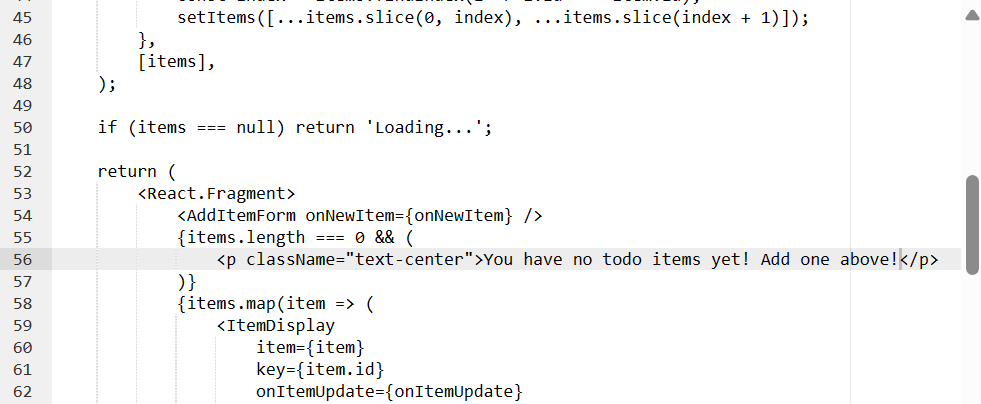 45 setItems([...items.slice(0, index), ...items.slice(index + 1)]);
46 },
47 [items],
48 );
49
50 if (items === null) return 'Loading...';
51
52 return (
53 <React.Fragment>
54 <AddItemForm onNewItem={onNewItem} />
55 {items.length === 0 && (
56 <p className="text-center">You have no todo items yet! Add one above!</p>
57 )}
58 {items.map(item => (
59 <ItemDisplay
60 item={item}
61 key={item.id}
62 onItemUpdate={onItemUpdate}